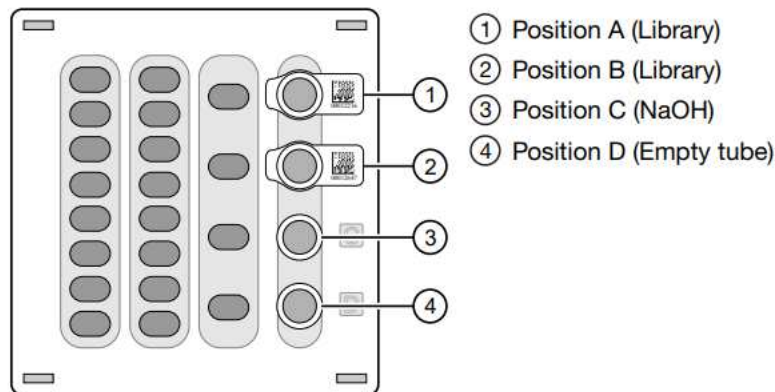 1 Position A (Library)
2 Position B (Library)
3 Position C (NaOH)
4 Position D (Empty tube)
1
2
3
4